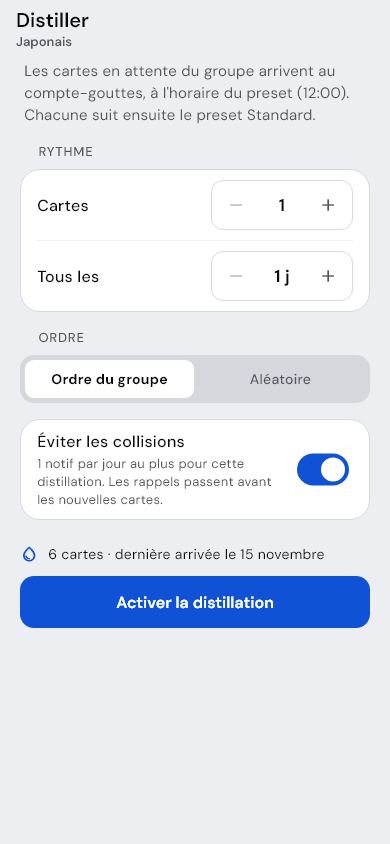 Distiller
Japonais
Les cartes en attente du groupe arrivent au
compte-gouttes, à l'horaire du preset (12:00).
Chacune suit ensuite le preset Standard.
RYTHME
Cartes
− 1 +
Tous les
− 1 j +
ORDRE
Ordre du groupe
Aléatoire
Éviter les collisions
1 notif par jour au plus pour cette
distillation. Les rappels passent avant
les nouvelles cartes.
6 cartes · dernière arrivée le 15 novembre
Activer la distillation